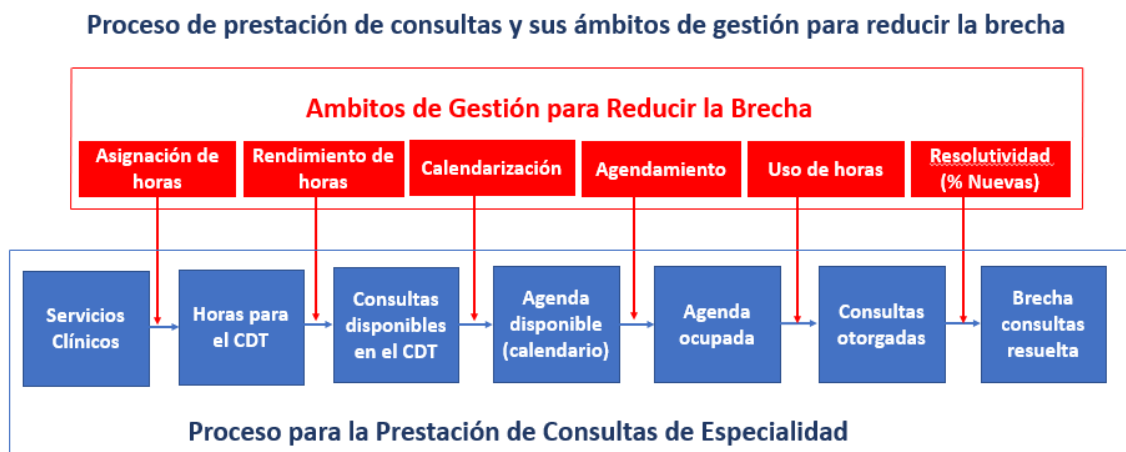 Proceso de prestación de consultas y sus ámbitos de gestión para reducir la brecha
Ambitos de Gestión para Reducir la Brecha
Asignación de
horas
Rendimiento de
horas
Calendarización
Agendamiento
Uso de horas
Resolutividad
(% Nuevas)
Servicios
Clínicos
Horas para
el CDT
Consultas
disponibles
en el CDT
Agenda
disponible
(calendario)
Agenda
ocupada
Consultas
otorgadas
Brecha
consultas
resuelta
Proceso para la Prestación de Consultas de Especialidad